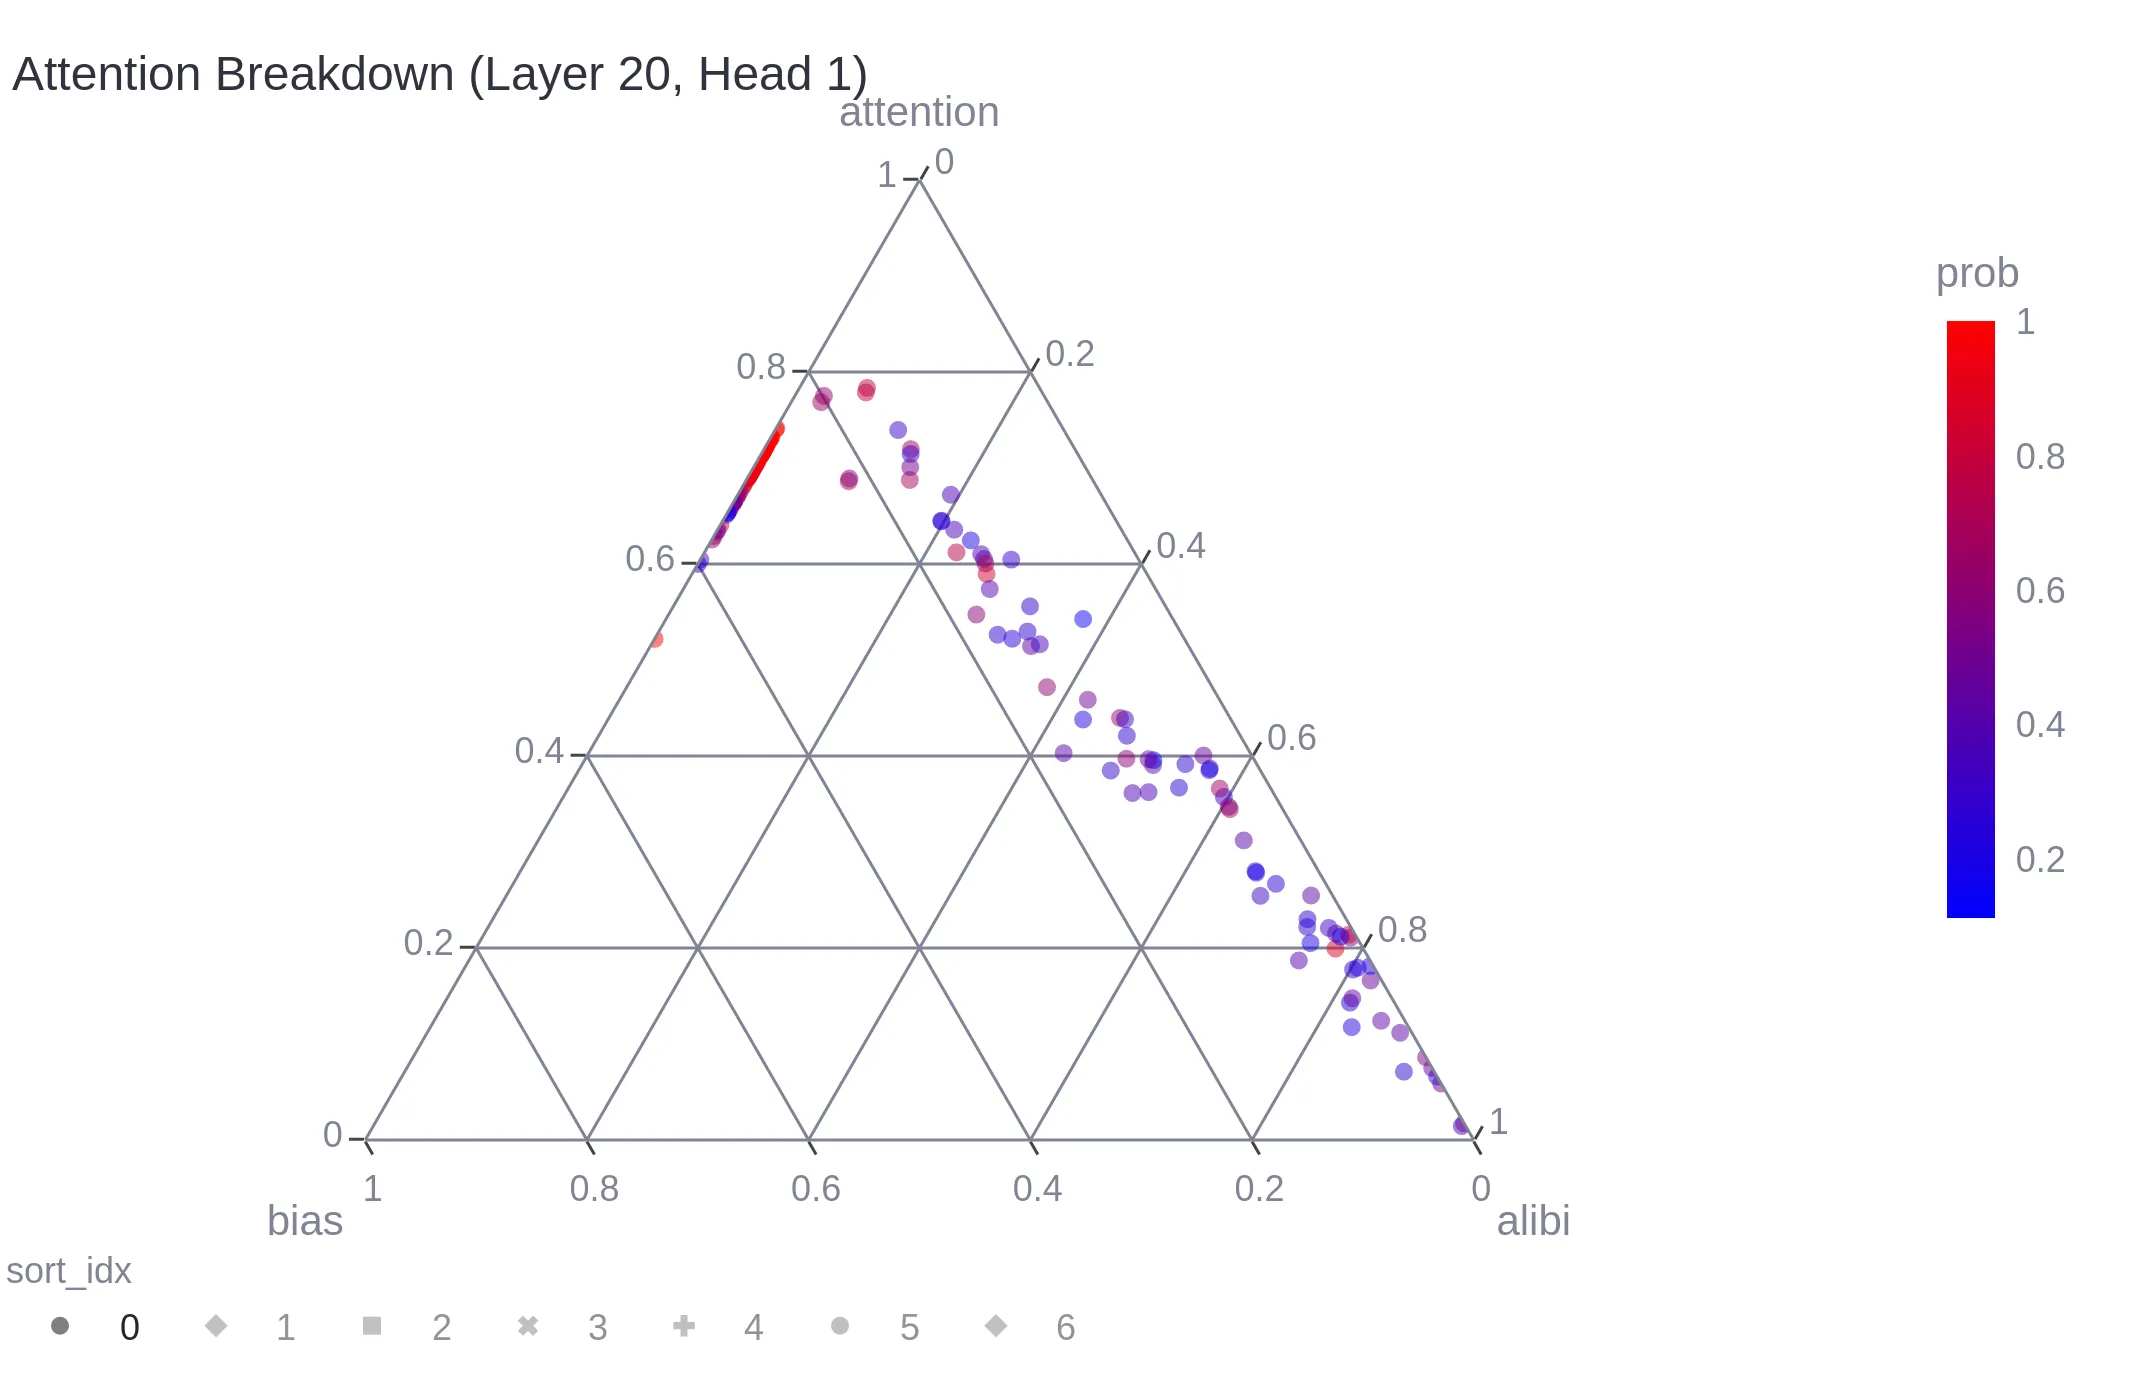 Attention Breakdown (Layer 20, Head 1)
attention
1 0
0.8 0.2
0.6 0.4
0.4 0.6
0.2 0.8
0 1
1 0.8 0.6 0.4 0.2 0
bias alibi
prob
1
0.8
0.6
0.4
0.2
sort_idx
0 1 2 3 4 5 6